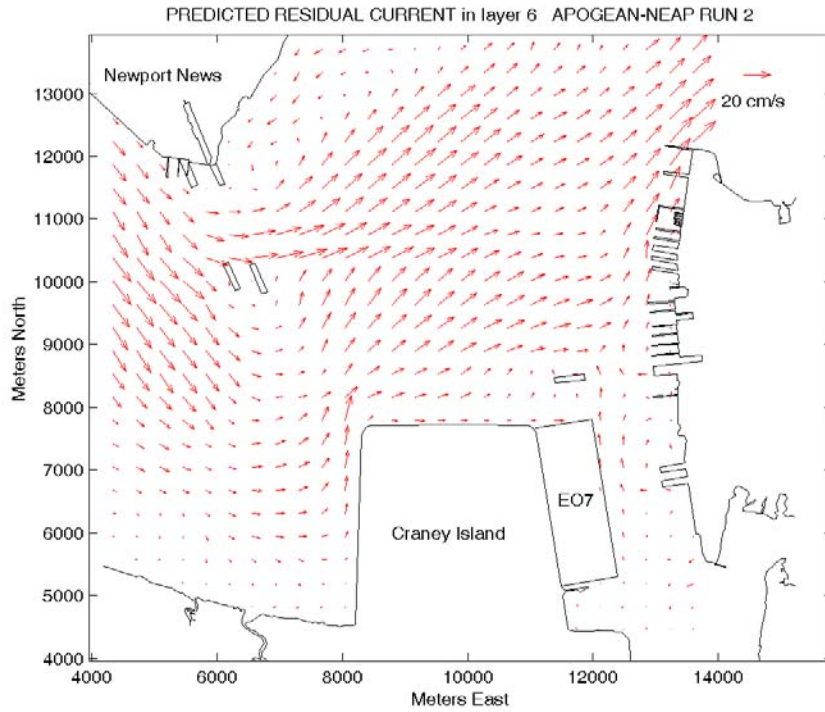 PREDICTED RESIDUAL CURRENT in layer 6 APOGEAN-NEAP RUN 2
Newport News
20 cm/s
13000
12000
11000
10000
9000
8000
7000
6000
5000
4000
Meters North
EO7
Craney Island
4000 6000 8000 10000 12000 14000
Meters East